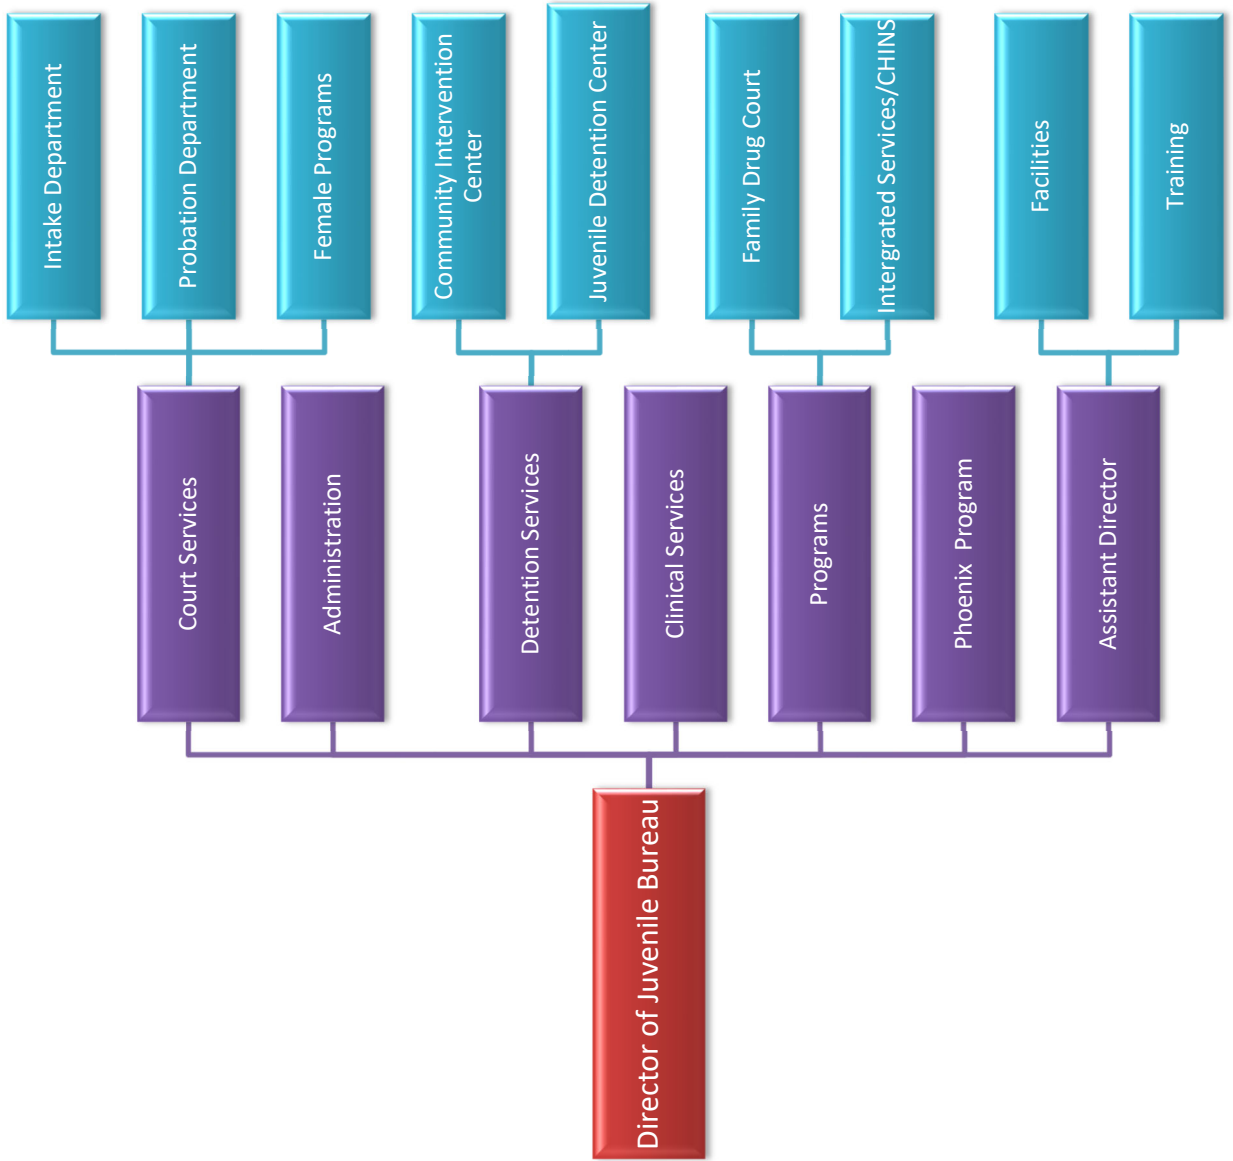 Director of Juvenile Bureau
Court Services
Administration
Detention Services
Clinical Services
Programs
Phoenix  Program
Assistant Director
Intake Department
Probation Department
Female Programs
Community Intervention
Center
Juvenile Detention Center
Family Drug Court
Intergrated Services/CHINS
Facilities
Training